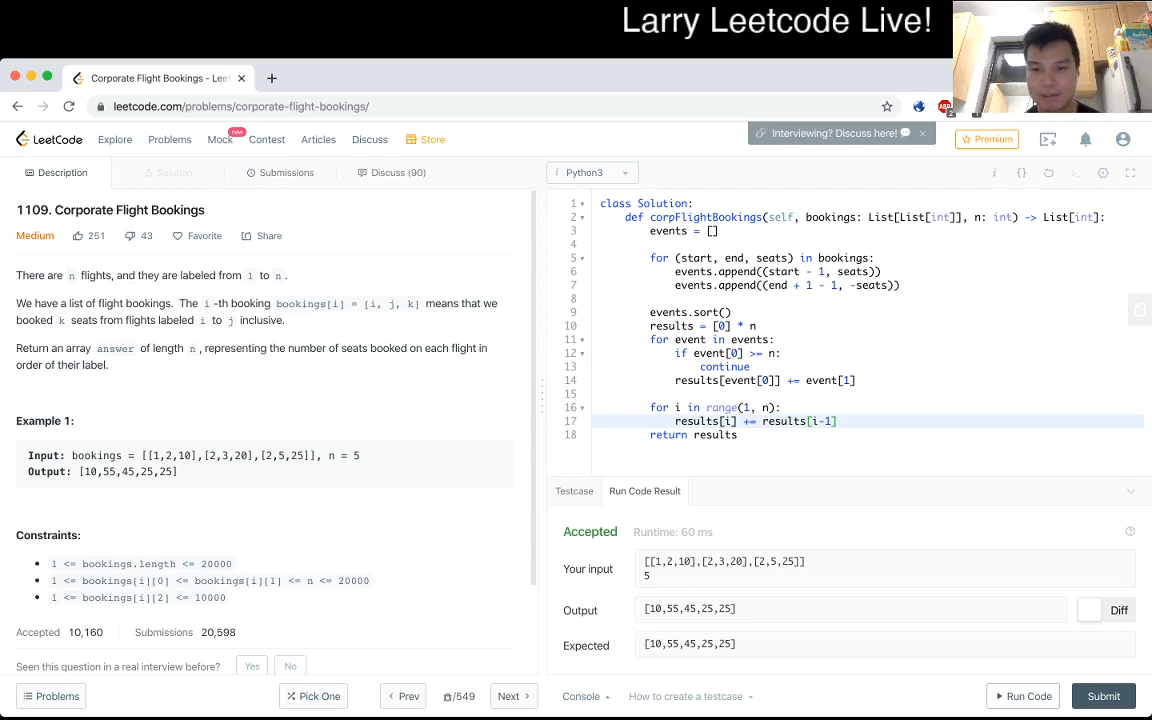 Larry Leetcode Live!
Corporate Flight Bookings - Leet
leetcode.com/problems/corporate-flight-bookings/
LeetCode Explore Problems Mock new Contest Articles Discuss Store
Interviewing? Discuss here!
Premium
Description Solution Submissions Discuss (90)
i Python3
1109. Corporate Flight Bookings
Medium 251 43 Favorite Share
There are n flights, and they are labeled from 1 to n .
We have a list of flight bookings. The i -th booking bookings[i] = [i, j, k] means that we
booked k seats from flights labeled i to j inclusive.
Return an array answer of length n , representing the number of seats booked on each flight in
order of their label.
Example 1:
Input: bookings = [[1,2,10],[2,3,20],[2,5,25]], n = 5
Output: [10,55,45,25,25]
Constraints:
1 <= bookings.length <= 20000
1 <= bookings[i][0] <= bookings[i][1] <= n <= 20000
1 <= bookings[i][2] <= 10000
Accepted 10,160 Submissions 20,598
Seen this question in a real interview before? Yes No
Problems Pick One Prev /549 Next
1 class Solution:
2 def corpFlightBookings(self, bookings: List[List[int]], n: int) -> List[int]:
3 events = []
4
5 for (start, end, seats) in bookings:
6 events.append((start - 1, seats))
7 events.append((end + 1 - 1, -seats))
8
9 events.sort()
10 results = [0] * n
11 for event in events:
12 if event[0] >= n:
13 continue
14 results[event[0]] += event[1]
15
16 for i in range(1, n):
17 results[i] += results[i-1]
18 return results
Testcase Run Code Result
Accepted Runtime: 60 ms
Your input
[[1,2,10],[2,3,20],[2,5,25]]
5
Output [10,55,45,25,25] Diff
Expected [10,55,45,25,25]
Console How to create a testcase Run Code Submit